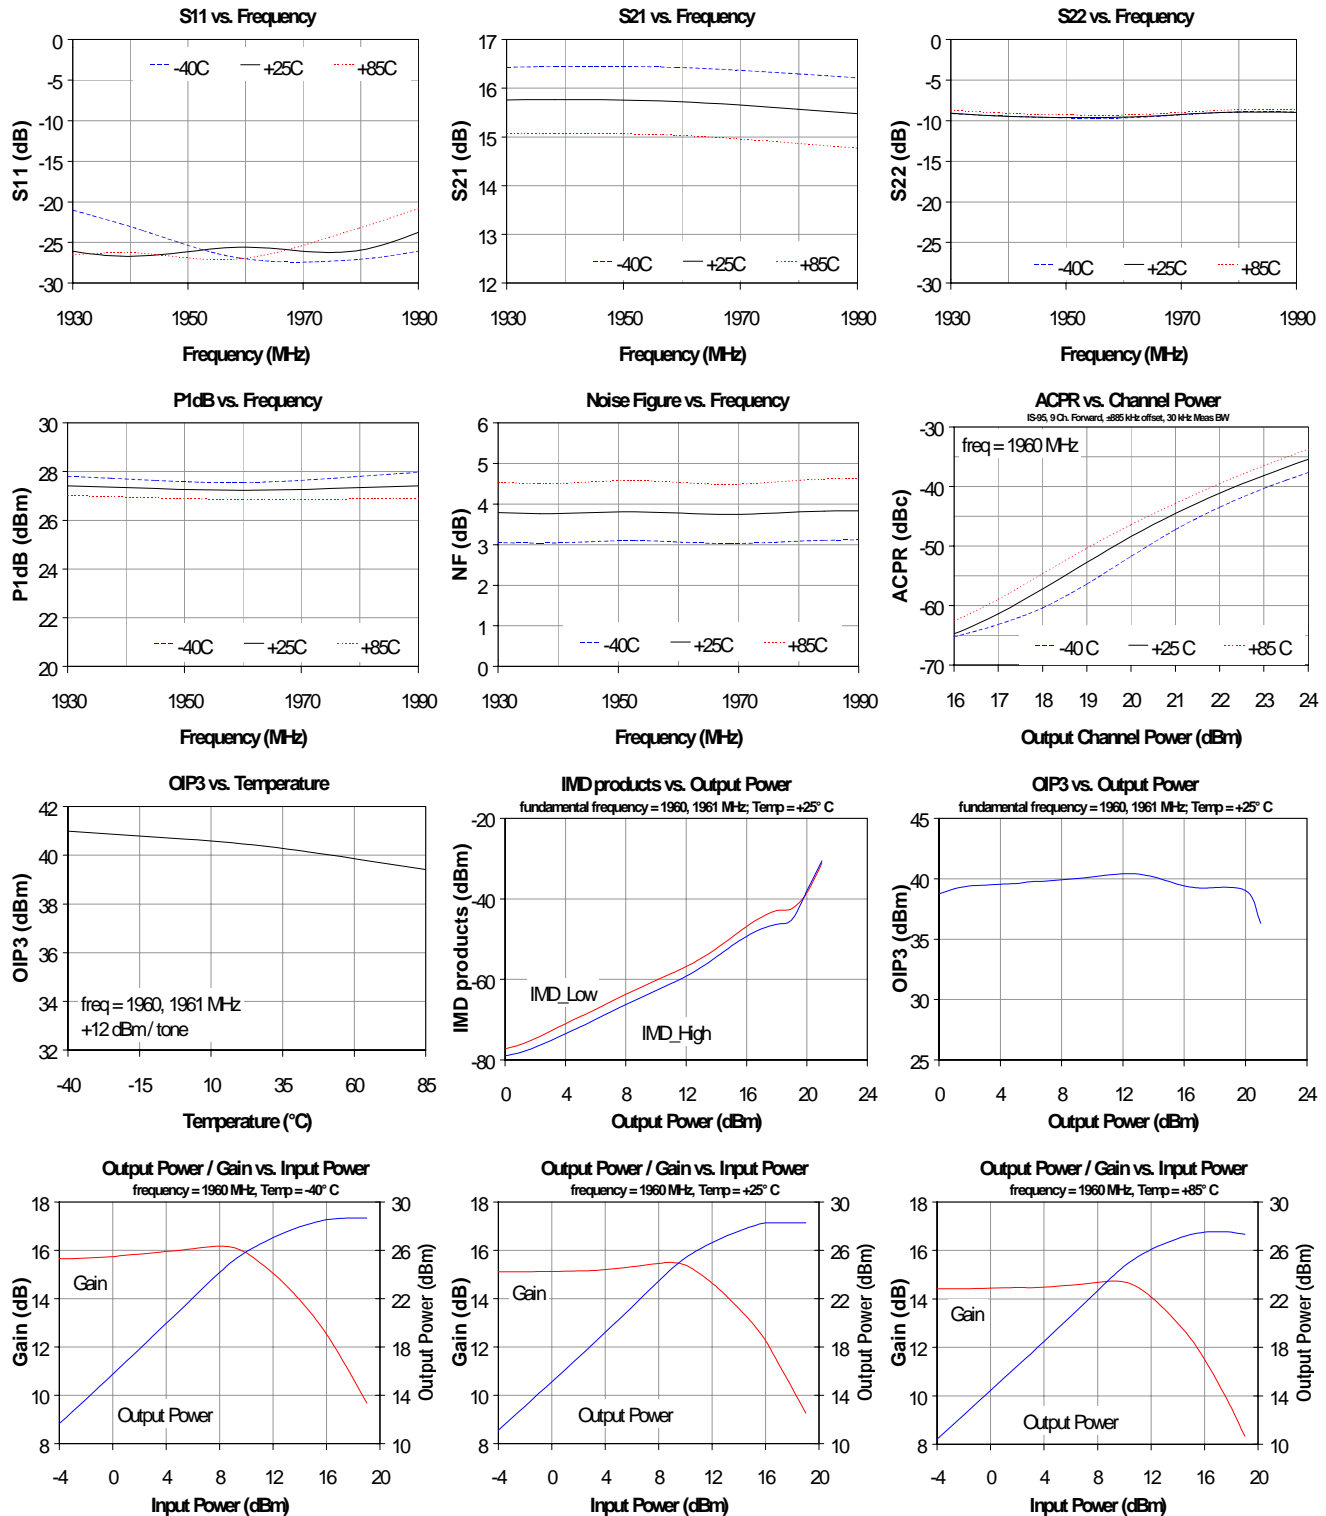 S11 vs. Frequency
0
-5
-10
-15
-20
-25
-30
S11 (dB)
-40C +25C +85C
1930 1950 1970 1990
Frequency (MHz)
S21 vs. Frequency
17
16
15
14
13
12
S21 (dB)
-40C +25C +85C
1930 1950 1970 1990
Frequency (MHz)
S22 vs. Frequency
0
-5
-10
-15
-20
-25
-30
S22 (dB)
-40C +25C +85C
1930 1950 1970 1990
Frequency (MHz)
P1dB vs. Frequency
30
28
26
24
22
20
P1dB (dBm)
-40C +25C +85C
1930 1950 1970 1990
Frequency (MHz)
Noise Figure vs. Frequency
6
5
4
3
2
1
0
NF (dB)
-40C +25C +85C
1930 1950 1970 1990
Frequency (MHz)
ACPR vs. Channel Power
IS-95, 9 Ch. Forward, ±885 kHz offset, 30 kHz Meas BW
freq = 1960 MHz
-30
-40
-50
-60
-70
ACPR (dBc)
-40 C +25 C +85 C
16 17 18 19 20 21 22 23 24
Output Channel Power (dBm)
OIP3 vs. Temperature
42
40
38
36
34
32
OIP3 (dBm)
freq = 1960, 1961 MHz
+12 dBm / tone
-40 -15 10 35 60 85
Temperature (°C)
IMD products vs. Output Power
fundamental frequency = 1960, 1961 MHz; Temp = +25° C
-20
-40
-60
-80
IMD products (dBm)
IMD_Low
IMD_High
0 4 8 12 16 20 24
Output Power (dBm)
OIP3 vs. Output Power
fundamental frequency = 1960, 1961 MHz; Temp = +25° C
45
40
35
30
25
OIP3 (dBm)
0 4 8 12 16 20 24
Output Power (dBm)
Output Power / Gain vs. Input Power
frequency = 1960 MHz, Temp = -40° C
18
16
14
12
10
8
Gain (dB)
Gain
Output Power
30
26
22
18
14
10
Output Power (dBm)
-4 0 4 8 12 16 20
Input Power (dBm)
Output Power / Gain vs. Input Power
frequency = 1960 MHz, Temp = +25° C
18
16
14
12
10
8
Gain (dB)
Gain
Output Power
30
26
22
18
14
10
Output Power (dBm)
-4 0 4 8 12 16 20
Input Power (dBm)
Output Power / Gain vs. Input Power
frequency = 1960 MHz, Temp = +85° C
18
16
14
12
10
8
Gain (dB)
Gain
Output Power
30
26
22
18
14
10
Output Power (dBm)
-4 0 4 8 12 16 20
Input Power (dBm)